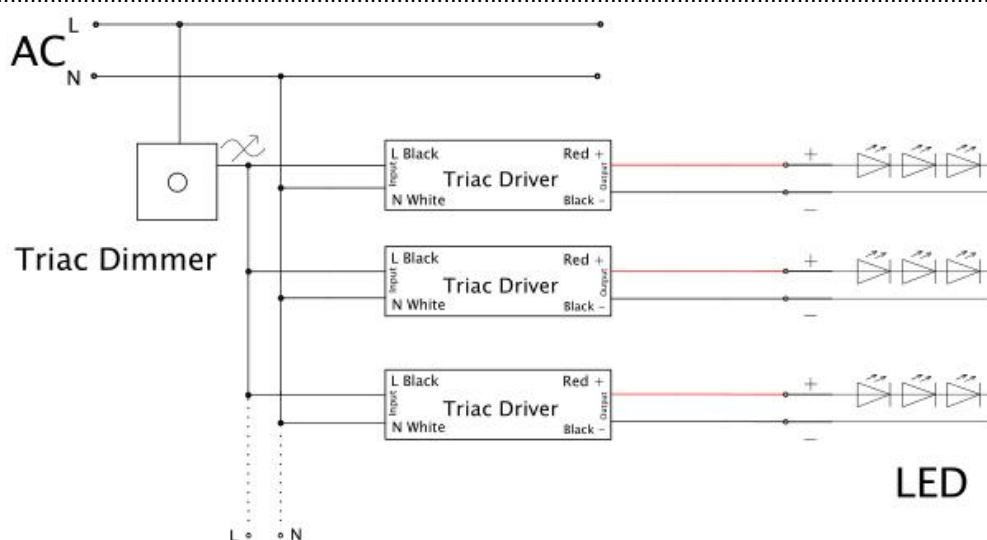 L
AC
N
L Black
Red +
Input
Triac Driver
Output
N White
Black -
+
-
Triac Dimmer
L Black
Red +
Input
Triac Driver
Output
N White
Black -
+
-
L Black
Red +
Input
Triac Driver
Output
N White
Black -
+
-
LED
L
N